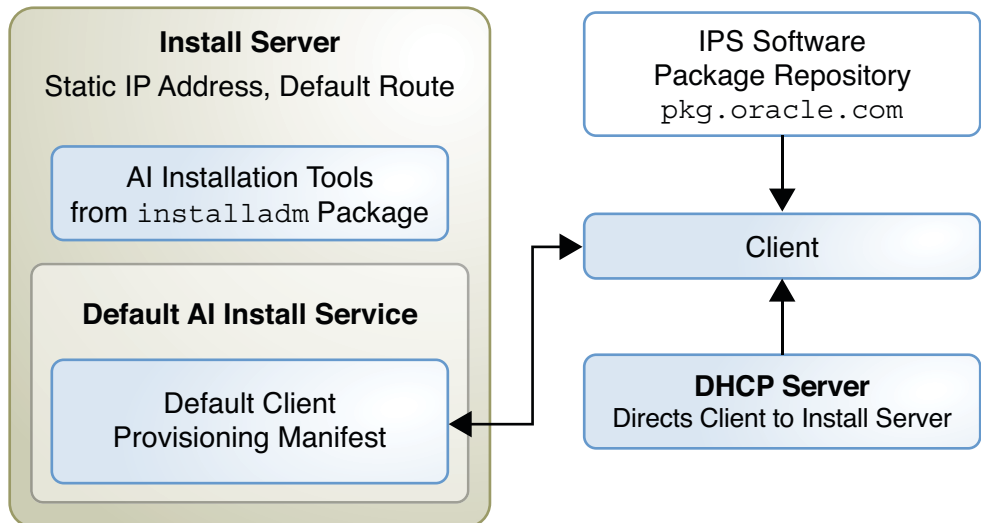 Install Server
Static IP Address, Default Route
AI Installation Tools
from installadm Package
Default AI Install Service
Default Client
Provisioning Manifest
IPS Software
Package Repository
pkg.oracle.com
Client
DHCP Server
Directs Client to Install Server